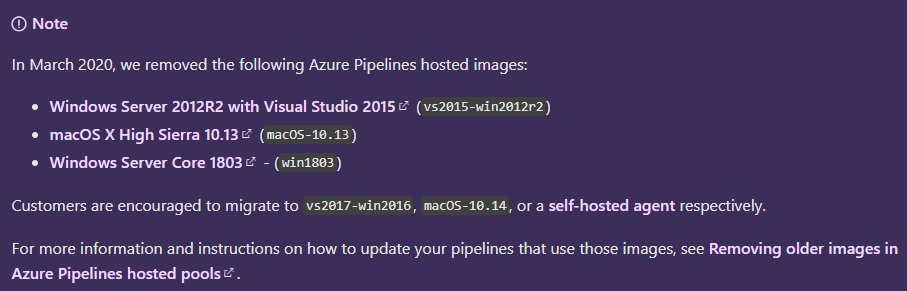 Note
In March 2020, we removed the following Azure Pipelines hosted images:
• Windows Server 2012R2 with Visual Studio 2015 (vs2015-win2012r2)
• macOS X High Sierra 10.13 (macOS-10.13)
• Windows Server Core 1803 - (win1803)
Customers are encouraged to migrate to vs2017-win2016, macOS-10.14, or a self-hosted agent respectively.
For more information and instructions on how to update your pipelines that use those images, see Removing older images in
Azure Pipelines hosted pools.